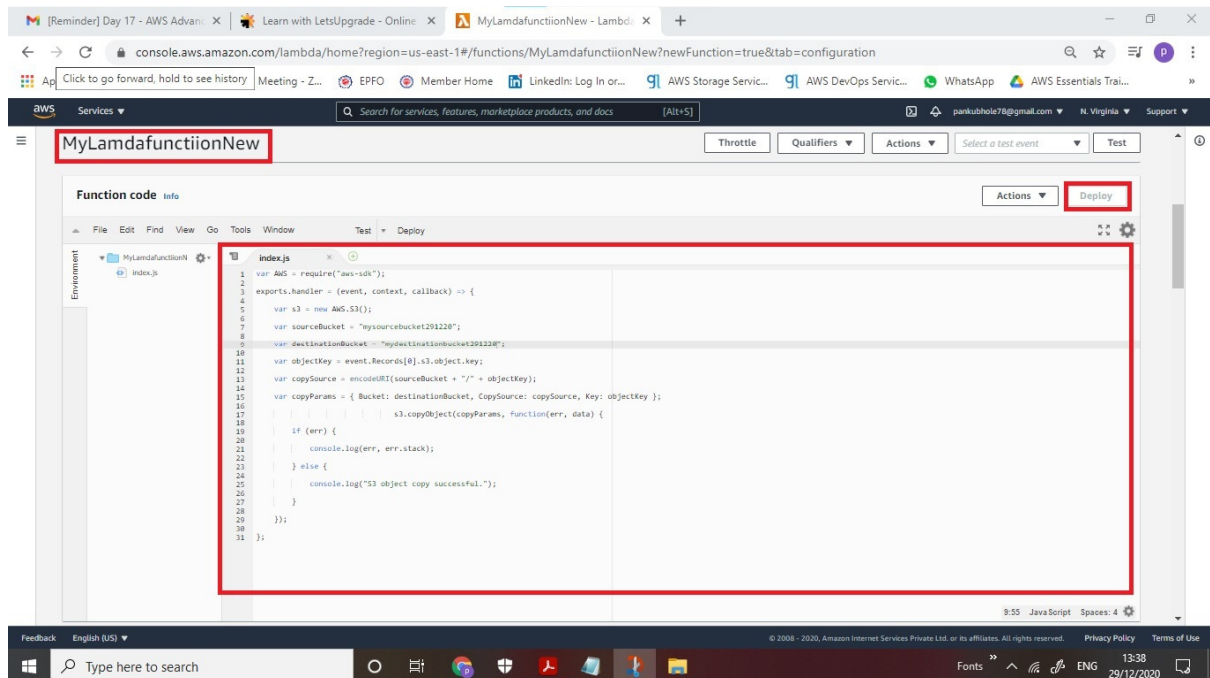 [Reminder] Day 17 - AWS Advanc
Learn with LetsUpgrade - Online
MyLamdafunctiionNew - Lambda
console.aws.amazon.com/lambda/home?region=us-east-1#/functions/MyLamdafunctiionNew?newFunction=true&tab=configuration
Ap
Click to go forward, hold to see history
Meeting - Z...
EPFO
Member Home
LinkedIn: Log In or...
AWS Storage Servic...
AWS DevOps Servic...
WhatsApp
AWS Essentials Trai...
aws Services
Search for services, features, marketplace products, and docs [Alt+S]
pankubhole78@gmail.com N. Virginia Support
MyLamdafunctiionNew
Throttle Qualifiers Actions Select a test event Test
Function code Info
Actions Deploy
File Edit Find View Go Tools Window Test Deploy
Environment
MyLamdafunctiionN
index.js
index.js
1 var AWS = require("aws-sdk");
2
3 exports.handler = (event, context, callback) => {
4
5 var s3 = new AWS.S3();
6
7 var sourceBucket = "mysourcebucket291220";
8
9 var destinationBucket = "mydestinationbucket291220";
10
11 var objectKey = event.Records[0].s3.object.key;
12
13 var copySource = encodeURI(sourceBucket + "/" + objectKey);
14
15 var copyParams = { Bucket: destinationBucket, CopySource: copySource, Key: objectKey };
16
17 s3.copyObject(copyParams, function(err, data) {
18
19 if (err) {
20
21 console.log(err, err.stack);
22
23 } else {
24
25 console.log("S3 object copy successful.");
26
27 }
28
29 });
30
31 };
9:55 JavaScript Spaces: 4
Feedback English (US)
© 2008 - 2020, Amazon Internet Services Private Ltd. or its affiliates. All rights reserved. Privacy Policy Terms of Use
Type here to search
Fonts ENG
13:38
29/12/2020